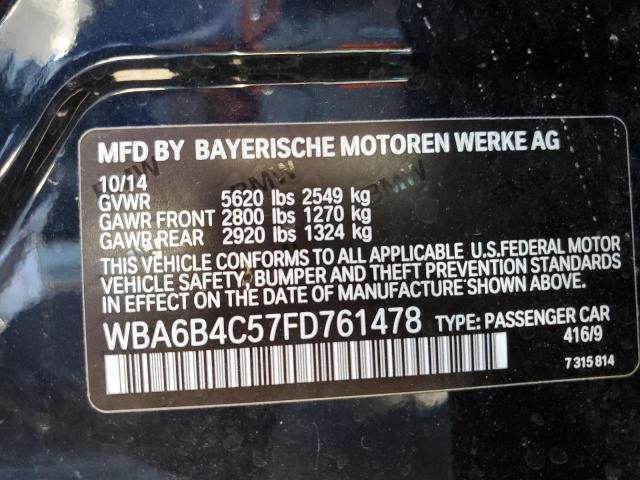 MFD BY BAYERISCHE MOTOREN WERKE AG
10/14
GVWR 5620 lbs 2549 kg
GAWR FRONT 2800 lbs 1270 kg
GAWR REAR 2920 lbs 1324 kg
THIS VEHICLE CONFORMS TO ALL APPLICABLE U.S.FEDERAL MOTOR
VEHICLE SAFETY, BUMPER AND THEFT PREVENTION STANDARDS
IN EFFECT ON THE DATE OF MANUFACTURE SHOWN ABOVE.
WBA6B4C57FD761478 TYPE: PASSENGER CAR
416/9
7 315 814